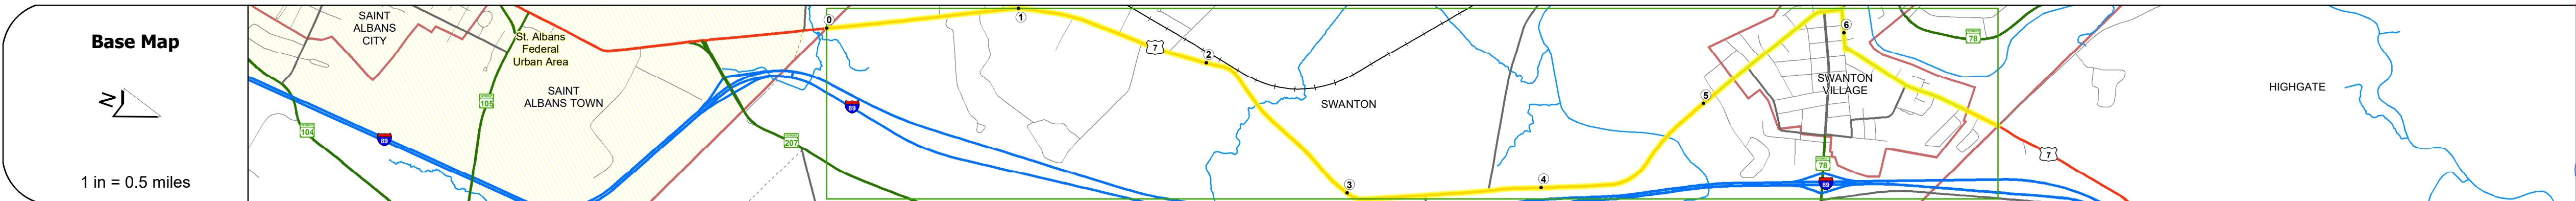 Base Map
N
1 in = 0.5 miles
SAINT
ALBANS
CITY
St. Albans
Federal
Urban Area
SAINT
ALBANS TOWN
104
89
105
207
89
0
1
7
2
SWANTON
3
4
5
6
SWANTON
VILLAGE
78
89
78
7
HIGHGATE